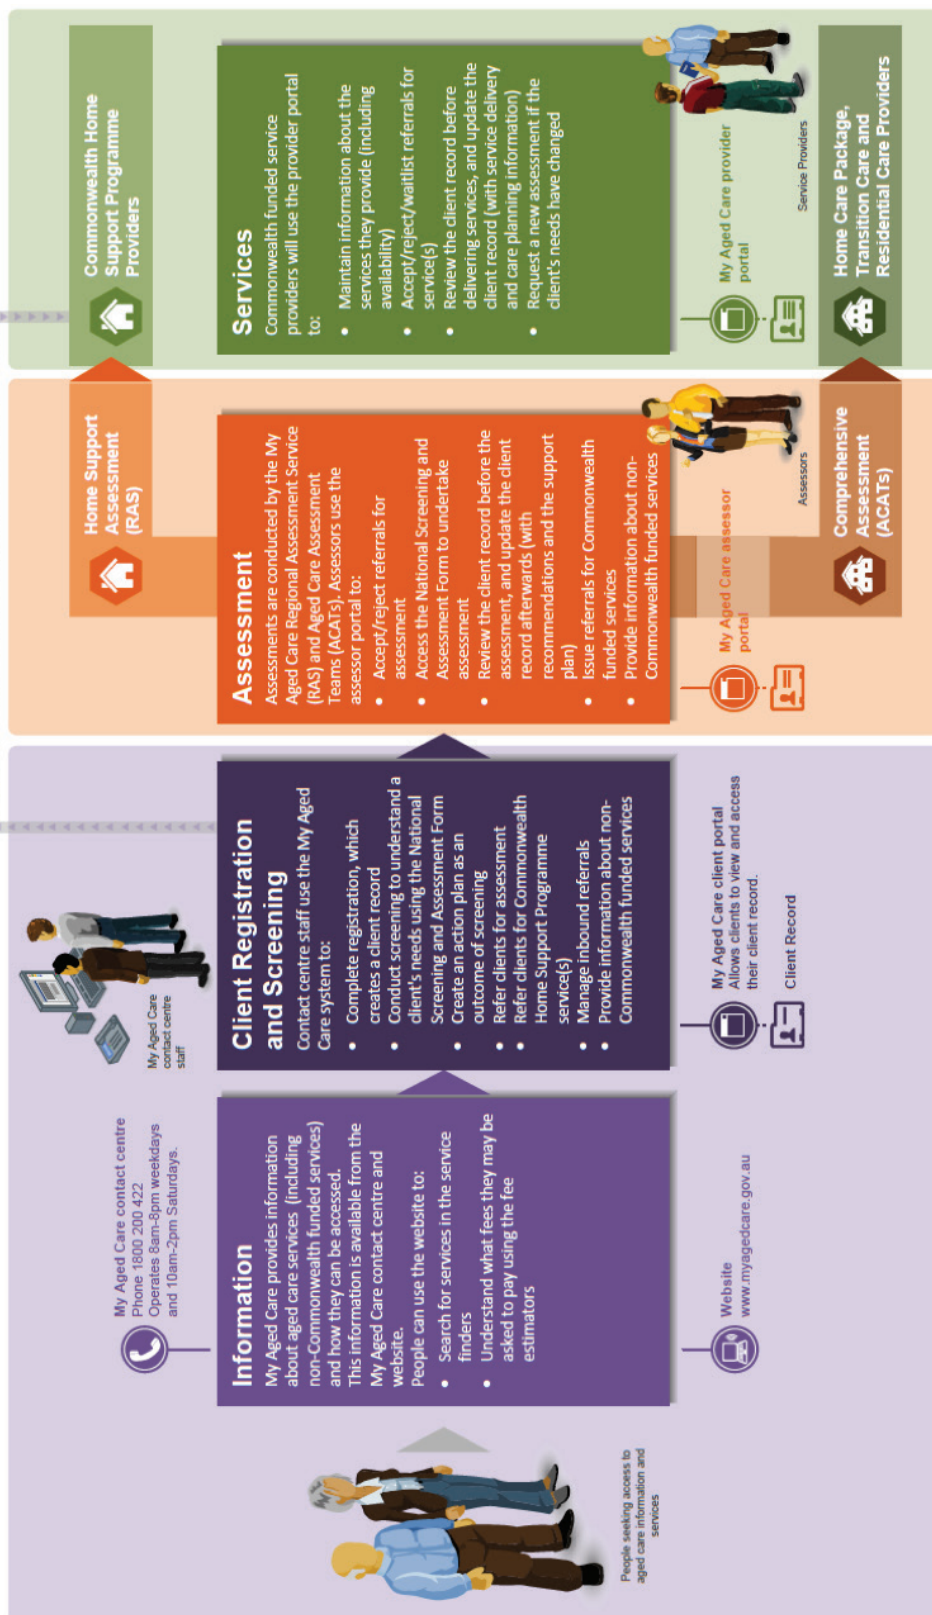 People seeking access to
aged care information and
services
My Aged Care contact centre
Phone 1800 200 422
Operates 8am-8pm weekdays
and 10am-2pm Saturdays.
Information
My Aged Care provides information
about aged care services (including
non-Commonwealth funded services)
and how they can be accessed.
This information is available from the
My Aged Care contact centre and
website.
People can use the website to:
• Search for services in the service
finders
• Understand what fees they may be
asked to pay using the fee
estimators
Website
www.myagedcare.gov.au
My Aged Care
contact centre
staff
Client Registration
and Screening
Contact centre staff use the My Aged
Care system to:
• Complete registration, which
creates a client record
• Conduct screening to understand a
client's needs using the National
Screening and Assessment Form
• Create an action plan as an
outcome of screening
• Refer clients for assessment
• Refer clients for Commonwealth
Home Support Programme
service(s)
• Manage inbound referrals
• Provide information about non-
Commonwealth funded services
My Aged Care client portal
Allows clients to view and access
their client record.
Client Record
Home Support
Assessment
(RAS)
Assessment
Assessments are conducted by the My
Aged Care Regional Assessment Service
(RAS) and Aged Care Assessment
Teams (ACATs). Assessors use the
assessor portal to:
• Accept/reject referrals for
assessment
• Access the National Screening and
Assessment Form to undertake
assessment
• Review the client record before the
assessment, and update the client
record afterwards (with
recommendations and the support
plan)
• Issue referrals for Commonwealth
funded services
• Provide information about non-
Commonwealth funded services
My Aged Care assessor
portal
Assessors
Comprehensive
Assessment
(ACATs)
Commonwealth Home
Support Programme
Providers
Services
Commonwealth funded service
providers will use the provider portal
to:
• Maintain information about the
services they provide (including
availability)
• Accept/reject/waitlist referrals for
service(s)
• Review the client record before
delivering services, and update the
client record (with service delivery
and care planning information)
• Request a new assessment if the
client's needs have changed
My Aged Care provider
portal
Service Providers
Home Care Package,
Transition Care and
Residential Care Providers